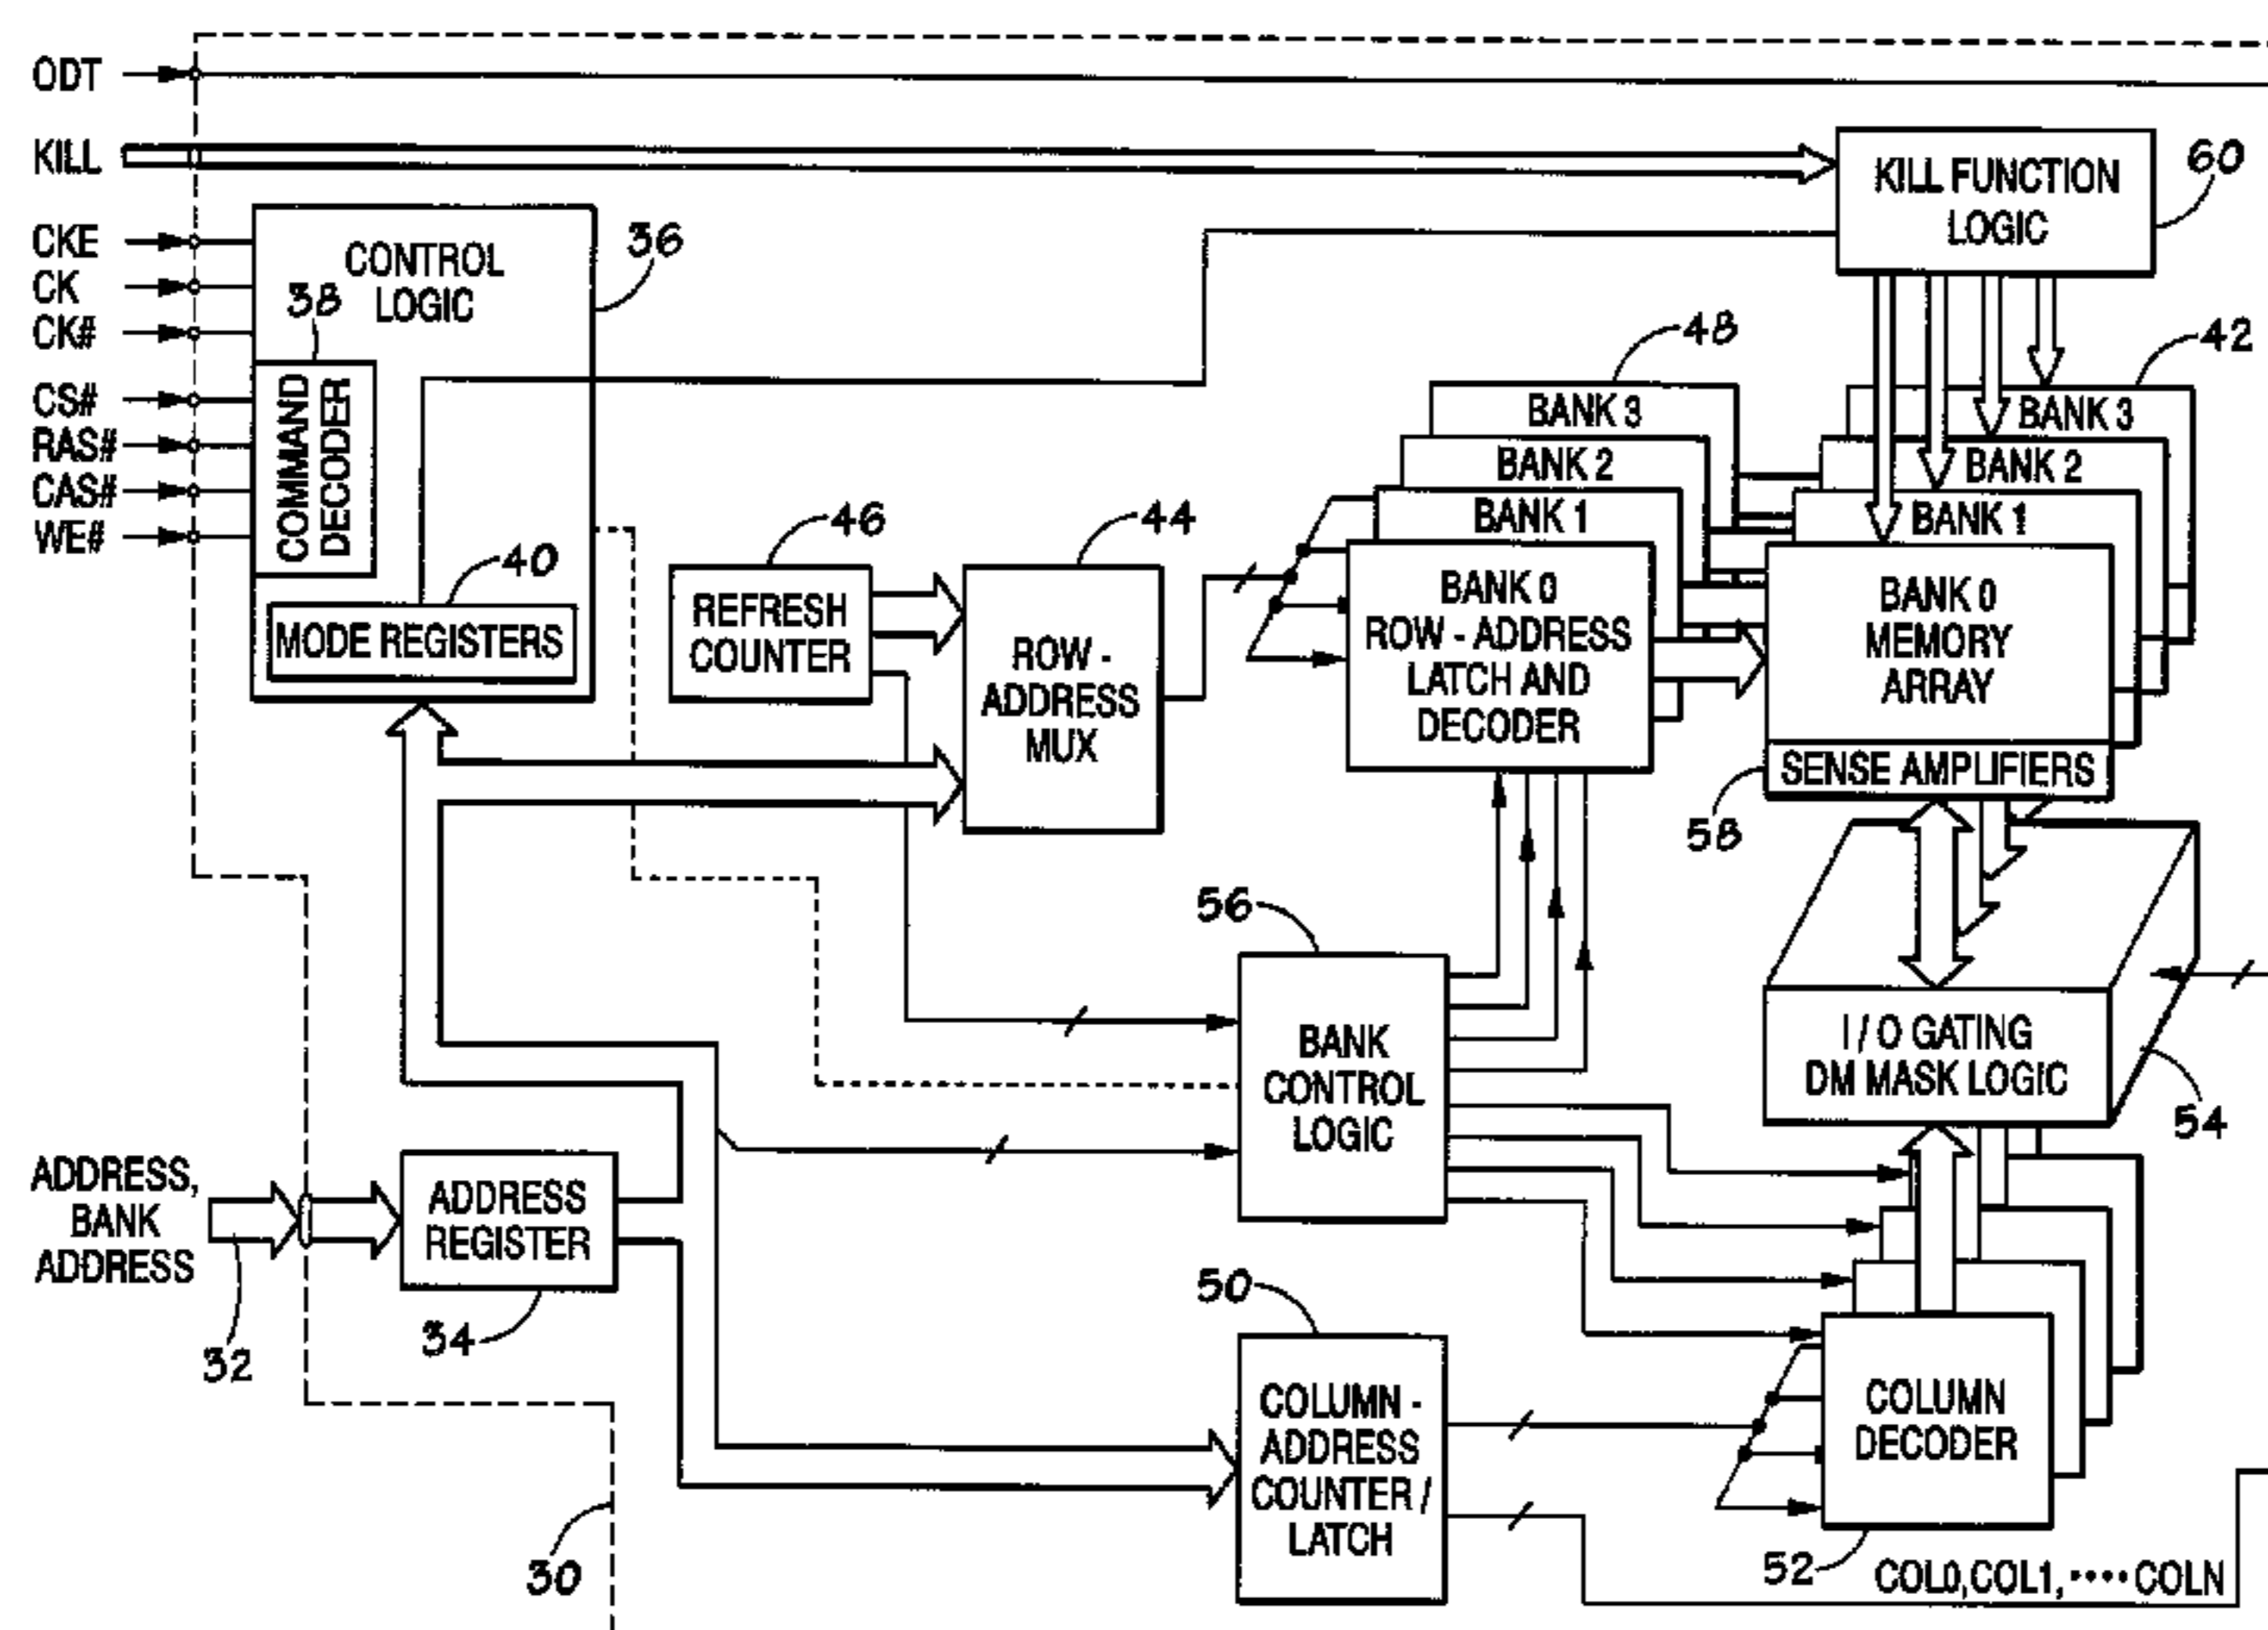 ODT
KILL
KILL FUNCTION
LOGIC
60
CKE
CK
CK#
CS#
RAS#
CAS#
WE#
CONTROL
LOGIC
36
38
COMMAND
DECODER
40
MODE REGISTERS
46
REFRESH
COUNTER
44
ROW -
ADDRESS
MUX
48
BANK 3
BANK 2
BANK 1
BANK 0
ROW - ADDRESS
LATCH AND
DECODER
42
BANK 3
BANK 2
BANK 1
BANK 0
MEMORY
ARRAY
SENSE AMPLIFIERS
58
56
BANK
CONTROL
LOGIC
I / O GATING
DM MASK LOGIC
54
ADDRESS,
BANK
ADDRESS
32
ADDRESS
REGISTER
34
30
50
COLUMN -
ADDRESS
COUNTER /
LATCH
COLUMN
DECODER
52
COL0, COL1, •••• COLN